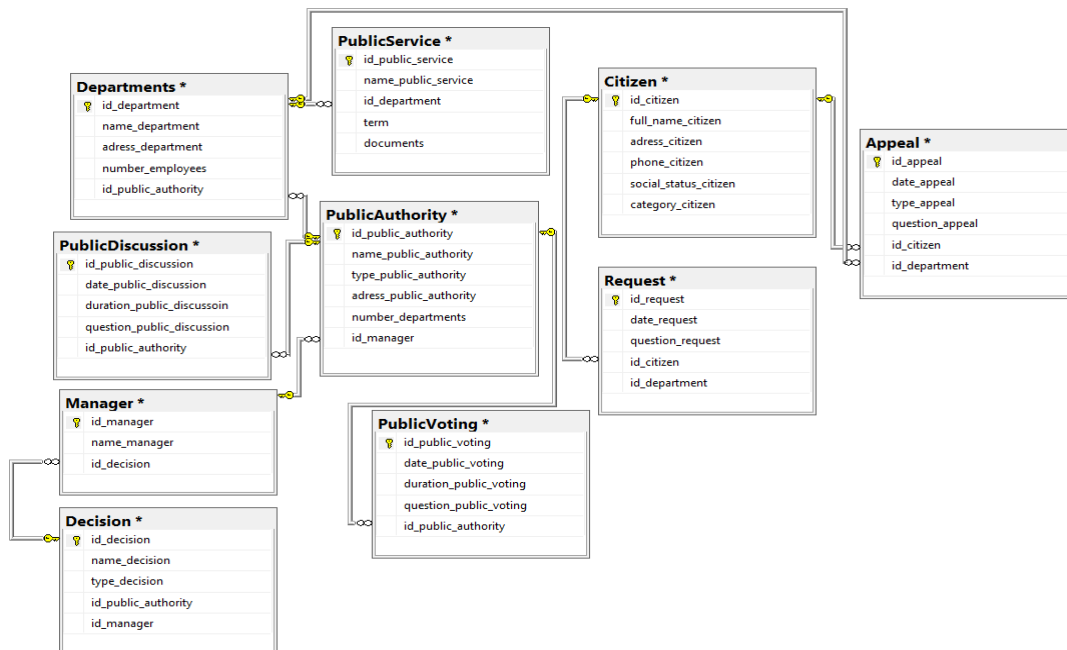 PublicService *
id_public_service
name_public_service
id_department
term
documents
Departments *
id_department
name_department
adress_department
number_employees
id_public_authority
Citizen *
id_citizen
full_name_citizen
adress_citizen
phone_citizen
social_status_citizen
category_citizen
Appeal *
id_appeal
date_appeal
type_appeal
question_appeal
id_citizen
id_department
PublicAuthority *
id_public_authority
name_public_authority
type_public_authority
adress_public_authority
number_departments
id_manager
PublicDiscussion *
id_public_discussion
date_public_discussion
duration_public_discussoin
question_public_discussion
id_public_authority
Request *
id_request
date_request
question_request
id_citizen
id_department
Manager *
id_manager
name_manager
id_decision
PublicVoting *
id_public_voting
date_public_voting
duration_public_voting
question_public_voting
id_public_authority
Decision *
id_decision
name_decision
type_decision
id_public_authority
id_manager